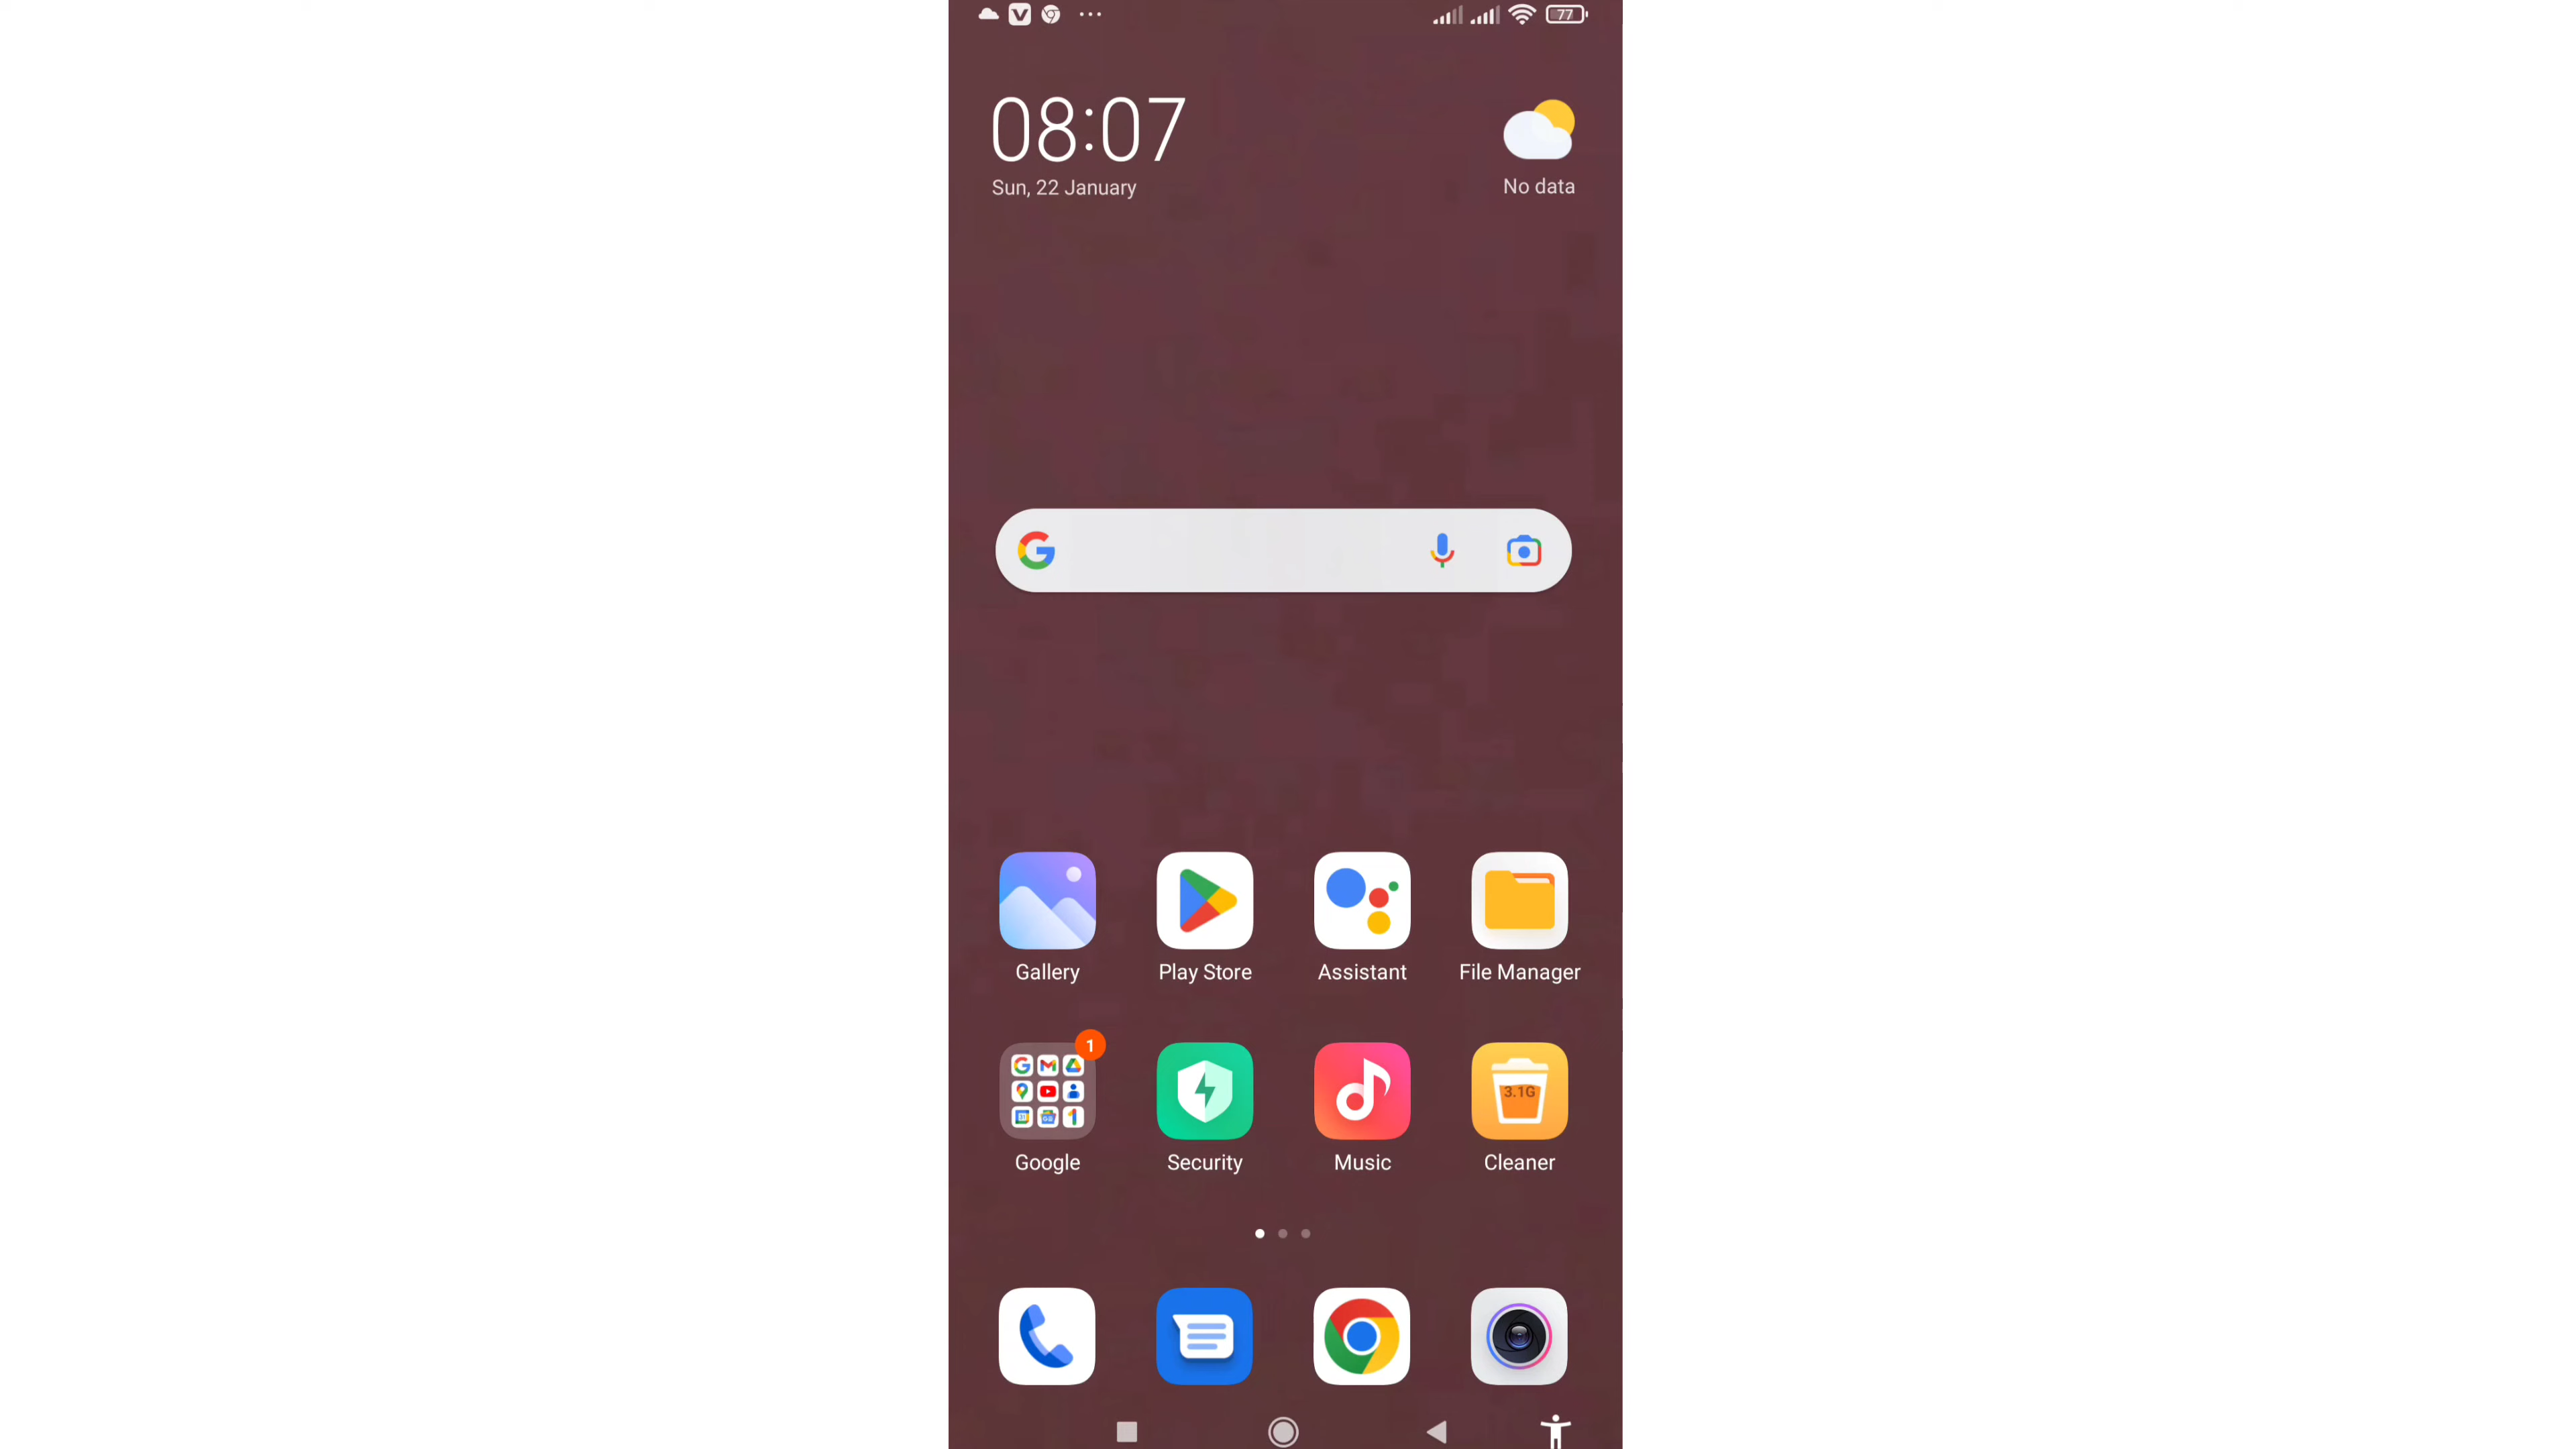 77
08:07
Sun, 22 January
No data
Gallery
Play Store
Assistant
File Manager
1
3.1G
Google
Security
Music
Cleaner